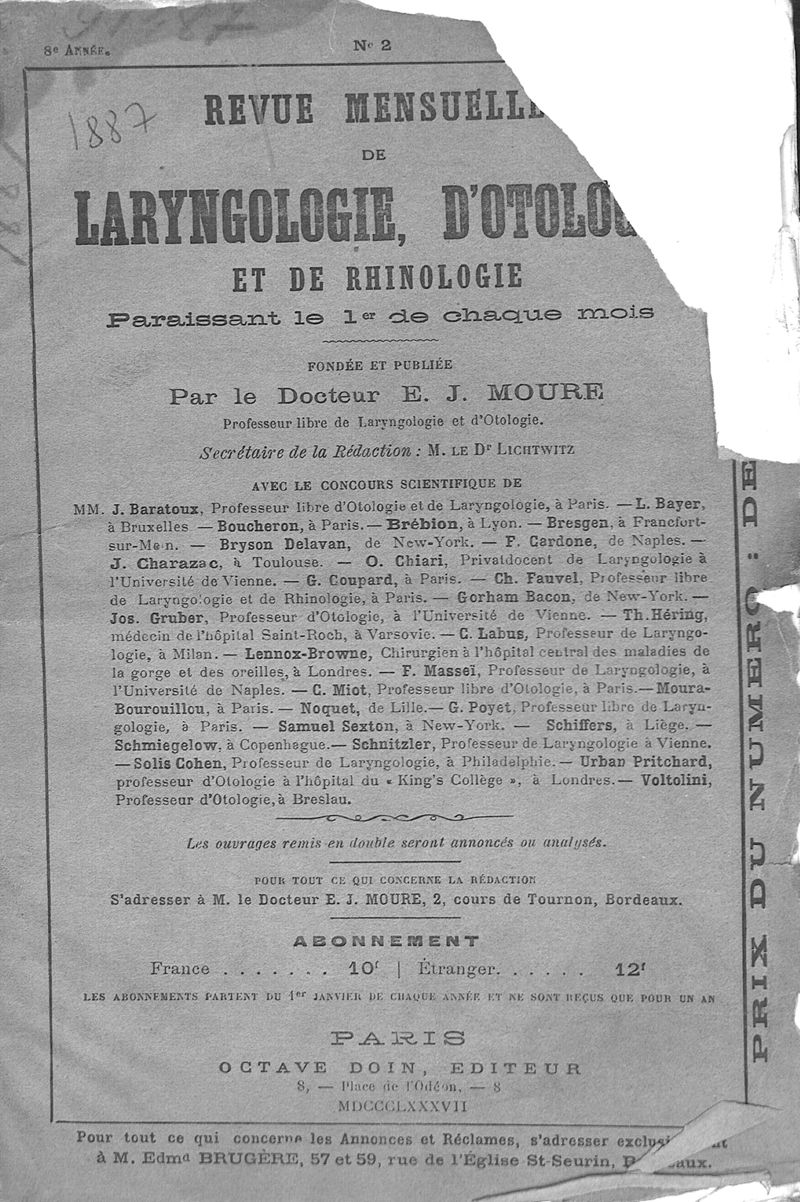 8e ANNÉE.
No 2
1887
REVUE MENSUELLE
DE
LARYNGOLOGIE, D'OTOLOG
ET DE RHINOLOGIE
Paraissant le 1er de chaque mois
FONDÉE ET PUBLIÉE
Par le Docteur E. J. MOURE
Professeur libre de Laryngologie et d'Otologie.
Secrétaire de la Rédaction : M. LE Dr LICHTWITZ
AVEC LE CONCOURS SCIENTIFIQUE DE
MM. J. Baratoux, Professeur libre d'Otologie et de Laryngologie, à Paris. — L. Bayer,
à Bruxelles — Boucheron, à Paris. — Brébion, à Lyon. — Bresgen, à Francfort-
sur-Mein. — Bryson Delavan, de New-York. — F. Cardone, de Naples. —
J. Charazac, à Toulouse. — O. Chiari, Privatdocent de Laryngologie à
l'Université de Vienne. — G. Coupard, à Paris. — Ch. Fauvel, Professeur libre
de Laryngologie et de Rhinologie, à Paris. — Gorham Bacon, de New-York. —
Jos. Gruber, Professeur d'Otologie, à l'Université de Vienne. — Th. Héring,
médecin de l'hôpital Saint-Roch, à Varsovie. — C. Labus, Professeur de Laryngo-
logie, à Milan. — Lennox-Browne, Chirurgien à l'hôpital central des maladies de
la gorge et des oreilles, à Londres. — F. Masseï, Professeur de Laryngologie, à
l'Université de Naples. — C. Miot, Professeur libre d'Otologie, à Paris. — Moura-
Bourouillou, à Paris. — Noquet, de Lille. — G. Poyet, Professeur libre de Laryn-
gologie, à Paris. — Samuel Sexton, à New-York. — Schiffers, à Liège. —
Schmiegelow, à Copenhague. — Schnitzler, Professeur de Laryngologie à Vienne.
— Solis Cohen, Professeur de Laryngologie, à Philadelphie. — Urban Pritchard,
professeur d'Otologie à l'hôpital du « King's Collège », à Londres. — Voltolini,
Professeur d'Otologie, à Breslau.
Les ouvrages remis en double seront annoncés ou analysés.
POUR TOUT CE QUI CONCERNE LA RÉDACTION
S'adresser à M. le Docteur E. J. MOURE, 2, cours de Tournon, Bordeaux.
ABONNEMENT
France . . . . . . . 10f | Étranger. . . . . . 12f
LES ABONNEMENTS PARTENT DU 1er JANVIER DE CHAQUE ANNÉE ET NE SONT REÇUS QUE POUR UN AN
PARIS
OCTAVE DOIN, EDITEUR
8, — Place de l'Odéon, — 8
MDCCCLXXXVII
Pour tout ce qui concerne les Annonces et Réclames, s'adresser
à M. Edmd BRUGÈRE, 57 et 59, rue de l'Église St-Seurin,
PRIX DU NUMERO : DE